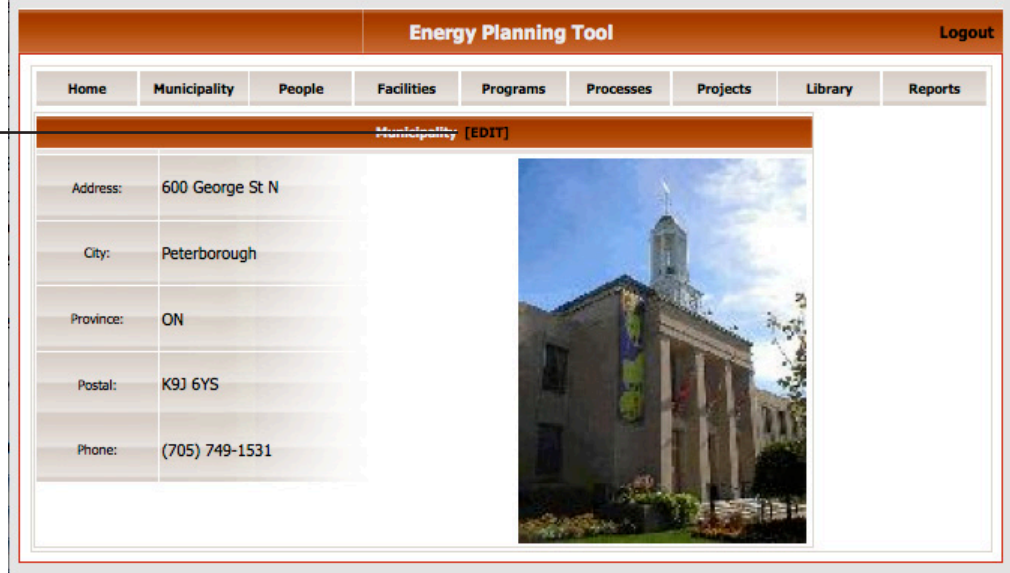 Energy Planning Tool Logout
Home Municipality People Facilities Programs Processes Projects Library Reports
Municipality [EDIT]
Address: 600 George St N
City: Peterborough
Province: ON
Postal: K9J 6YS
Phone: (705) 749-1531